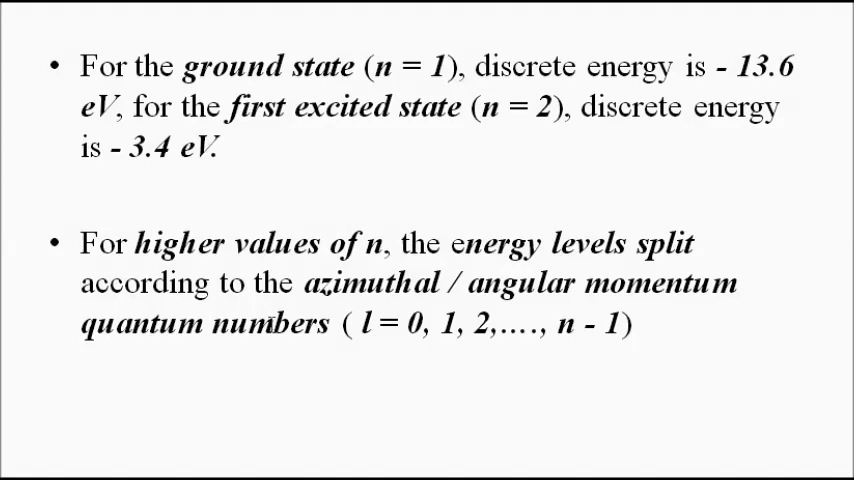 • For the ground state (n = 1), discrete energy is - 13.6
eV, for the first excited state (n = 2), discrete energy
is - 3.4 eV.
• For higher values of n, the energy levels split
according to the azimuthal / angular momentum
quantum numbers ( l = 0, 1, 2,...., n - 1)